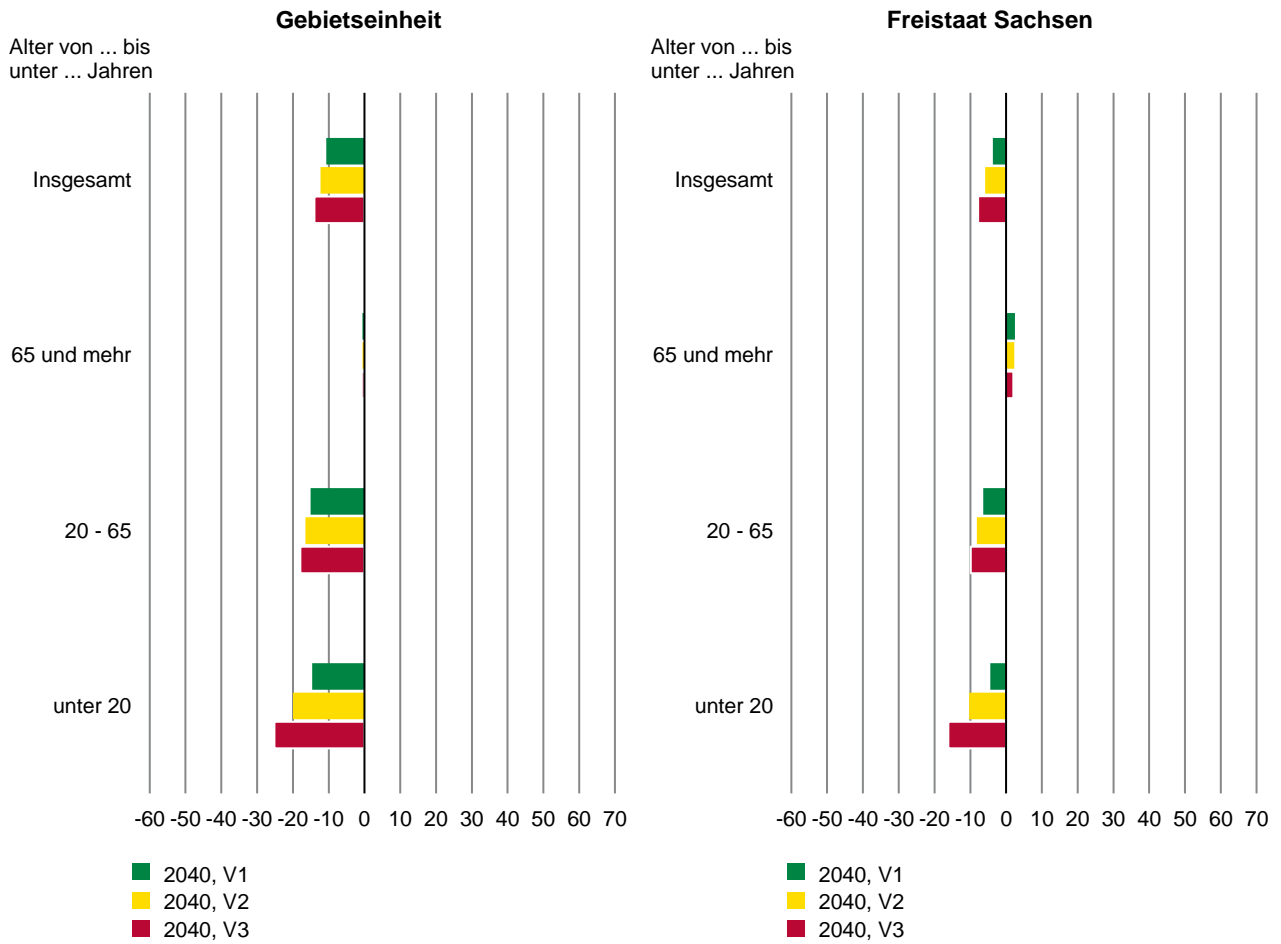 Gebietseinheit
Alter von ... bis
unter ... Jahren
Insgesamt
65 und mehr
20 - 65
unter 20
-60 -50 -40 -30 -20 -10 0 10 20 30 40 50 60 70
2040, V1
2040, V2
2040, V3
Freistaat Sachsen
Alter von ... bis
unter ... Jahren
Insgesamt
65 und mehr
20 - 65
unter 20
-60 -50 -40 -30 -20 -10 0 10 20 30 40 50 60 70
2040, V1
2040, V2
2040, V3